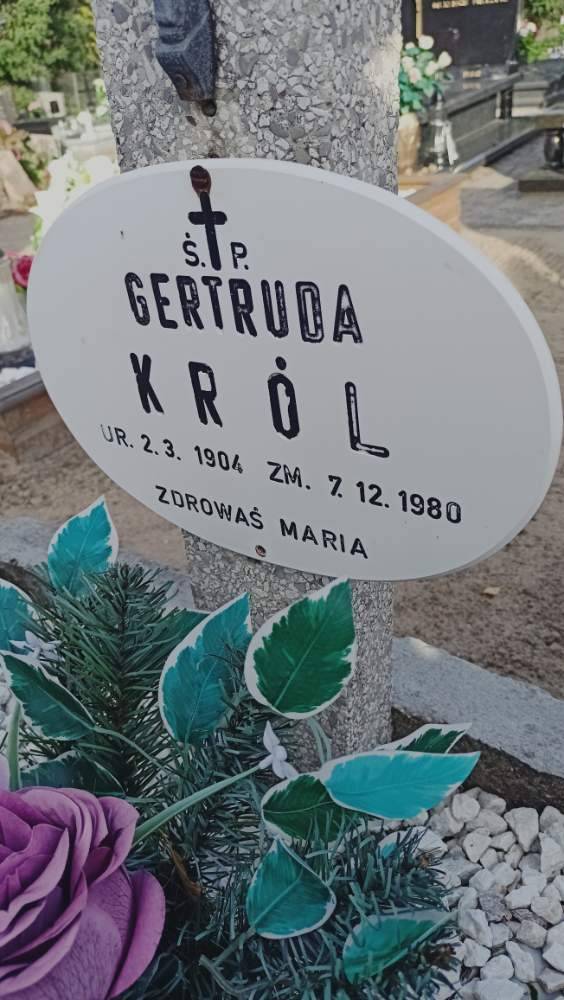 Ś. P.
GERTRUDA
KRÓL
UR. 2.3. 1904 ZM. 7.12.1980
ZDROWAŚ MARIA